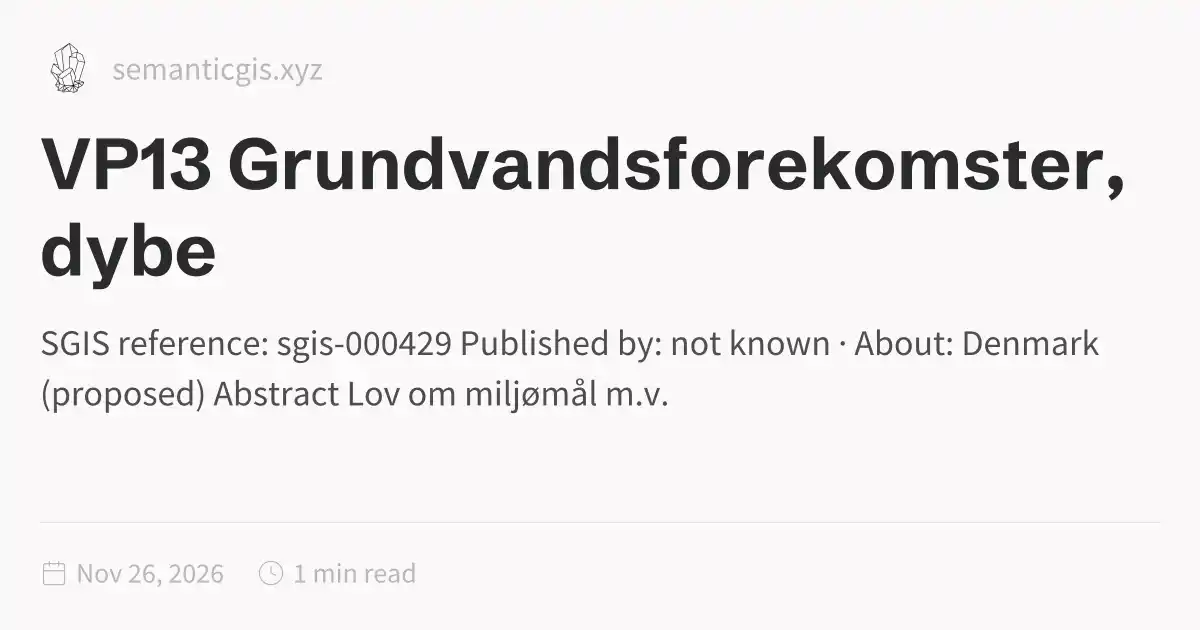 semanticgis.xyz
VP13 Grundvandsforekomster,
dybe
SGIS reference: sgis-000429 Published by: not known · About: Denmark
(proposed) Abstract Lov om miljømål m.v.
Nov 26, 2026 1 min read